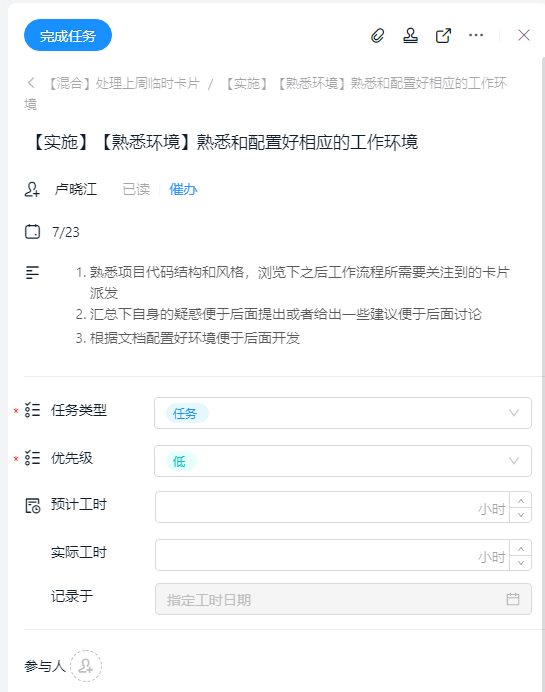 完成任务
【混合】处理上周临时卡片 / 【实施】【熟悉环境】熟悉和配置好相应的工作环
境
【实施】【熟悉环境】熟悉和配置好相应的工作环境
卢晓江 已读 催办
7/23
1. 熟悉项目代码结构和风格，浏览下之后工作流程所需要关注到的卡片
派发
2. 汇总下自身的疑惑便于后面提出或者给出一些建议便于后面讨论
3. 根据文档配置好环境便于后面开发
* 任务类型 任务
* 优先级 低
预计工时 小时
实际工时 小时
记录于 指定工时日期
参与人